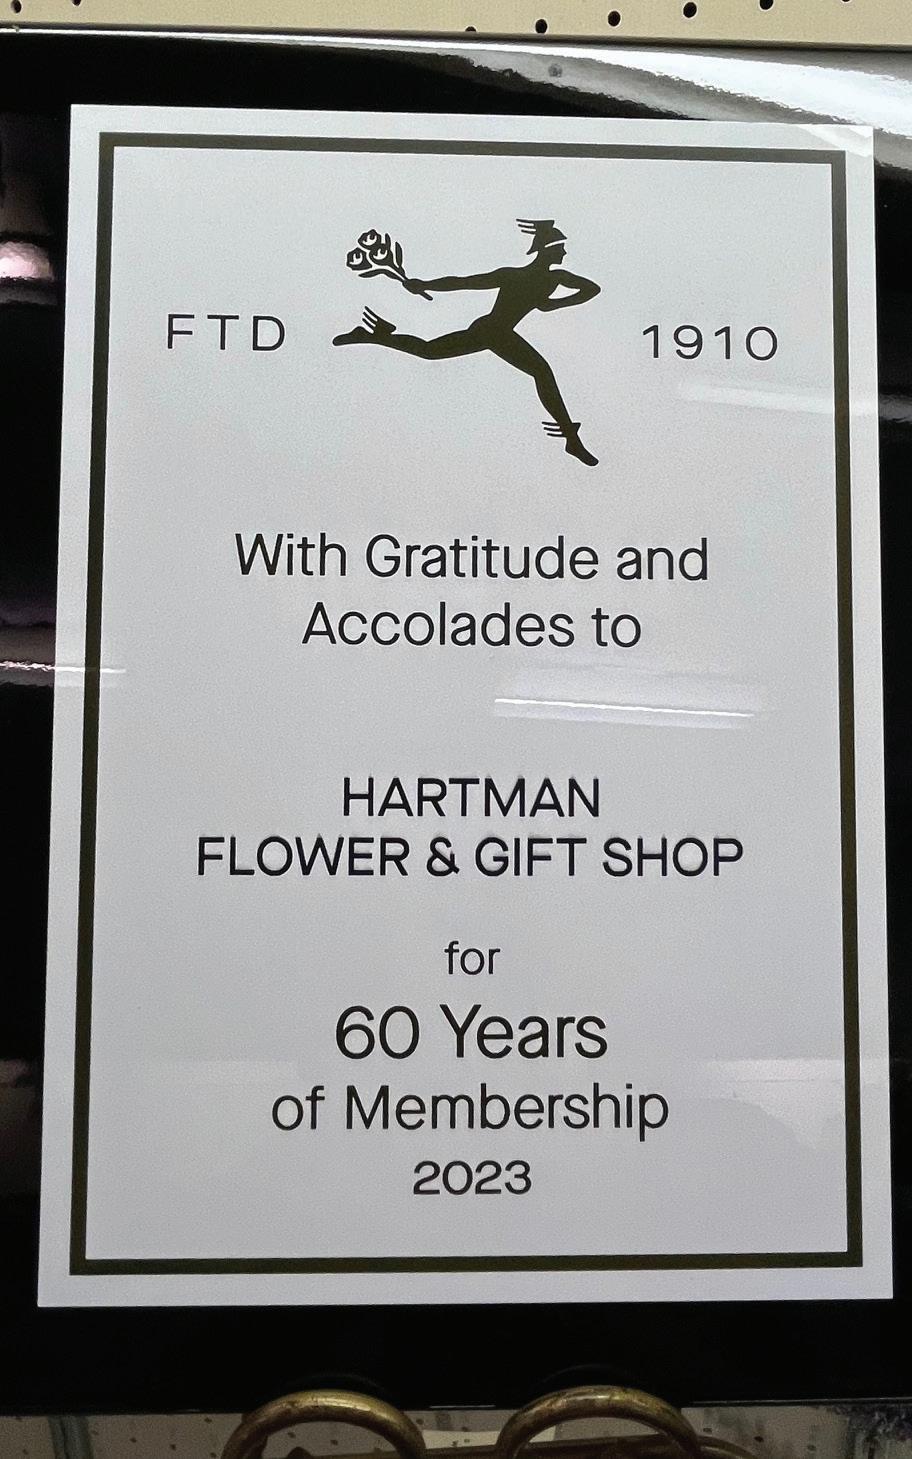 FTD 1910
With Gratitude and
Accolades to
HARTMAN
FLOWER & GIFT SHOP
for
60 Years
of Membership
2023